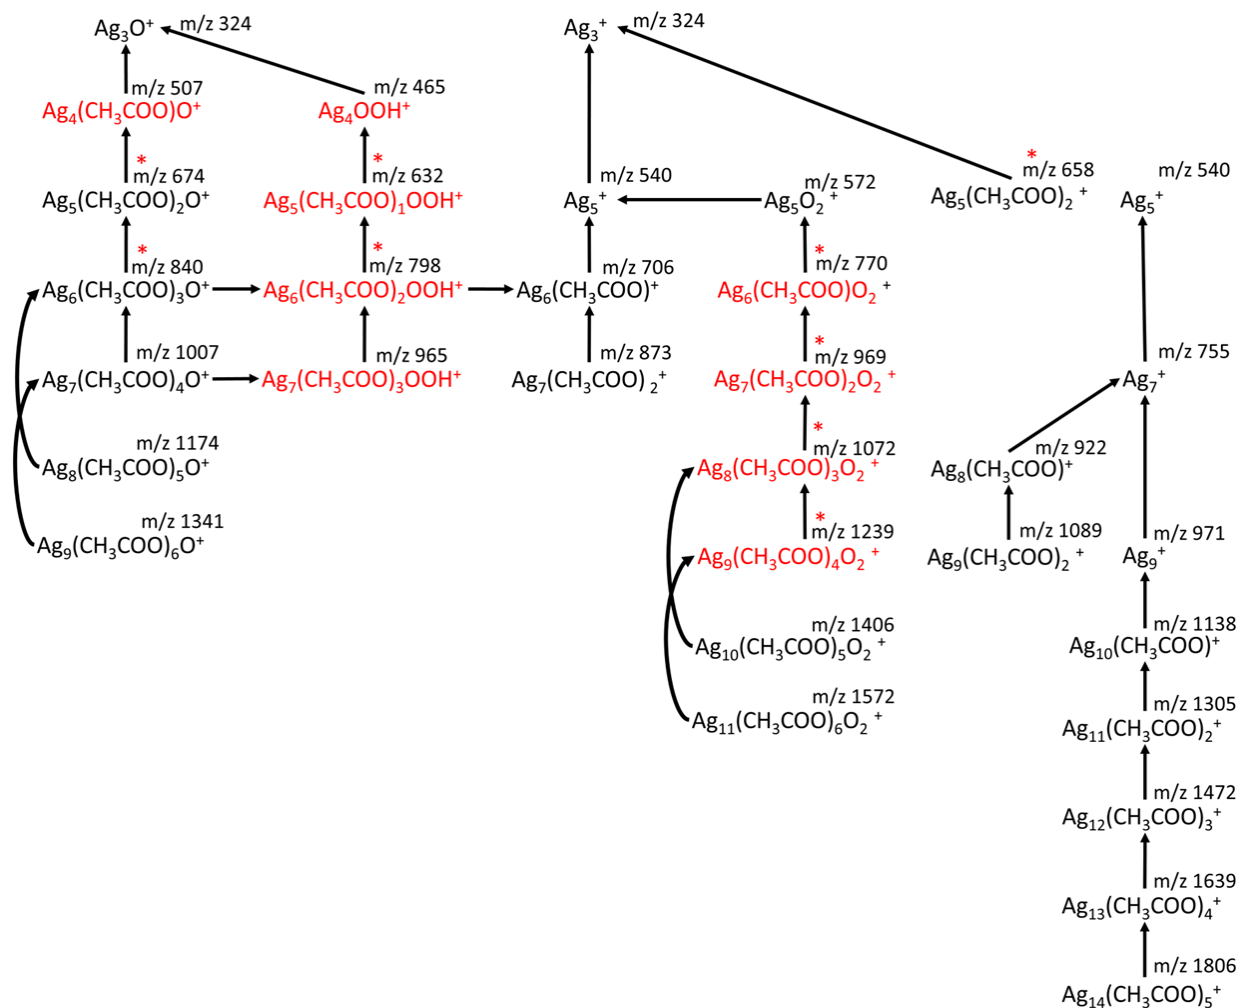 Ag₃O⁺ m/z 324
Ag₃⁺ m/z 324
m/z 507
Ag₄(CH₃COO)O⁺
m/z 465
Ag₄OOH⁺
*
m/z 674
Ag₅(CH₃COO)₂O⁺
*
m/z 632
Ag₅(CH₃COO)₁OOH⁺
m/z 540
Ag₅⁺
m/z 572
Ag₅O₂⁺
*
m/z 658
Ag₅(CH₃COO)₂⁺
m/z 540
Ag₅⁺
*
m/z 840
Ag₆(CH₃COO)₃O⁺
*
m/z 798
Ag₆(CH₃COO)₂OOH⁺
m/z 706
Ag₆(CH₃COO)⁺
*
m/z 770
Ag₆(CH₃COO)O₂⁺
m/z 1007
Ag₇(CH₃COO)₄O⁺
m/z 965
Ag₇(CH₃COO)₃OOH⁺
m/z 873
Ag₇(CH₃COO)₂⁺
*
m/z 969
Ag₇(CH₃COO)₂O₂⁺
m/z 755
Ag₇⁺
m/z 1174
Ag₈(CH₃COO)₅O⁺
*
m/z 1072
Ag₈(CH₃COO)₃O₂⁺
m/z 922
Ag₈(CH₃COO)⁺
m/z 1341
Ag₉(CH₃COO)₆O⁺
*
m/z 1239
Ag₉(CH₃COO)₄O₂⁺
m/z 1089
Ag₉(CH₃COO)₂⁺
m/z 971
Ag₉⁺
m/z 1406
Ag₁₀(CH₃COO)₅O₂⁺
m/z 1138
Ag₁₀(CH₃COO)⁺
m/z 1572
Ag₁₁(CH₃COO)₆O₂⁺
m/z 1305
Ag₁₁(CH₃COO)₂⁺
m/z 1472
Ag₁₂(CH₃COO)₃⁺
m/z 1639
Ag₁₃(CH₃COO)₄⁺
m/z 1806
Ag₁₄(CH₃COO)₅⁺